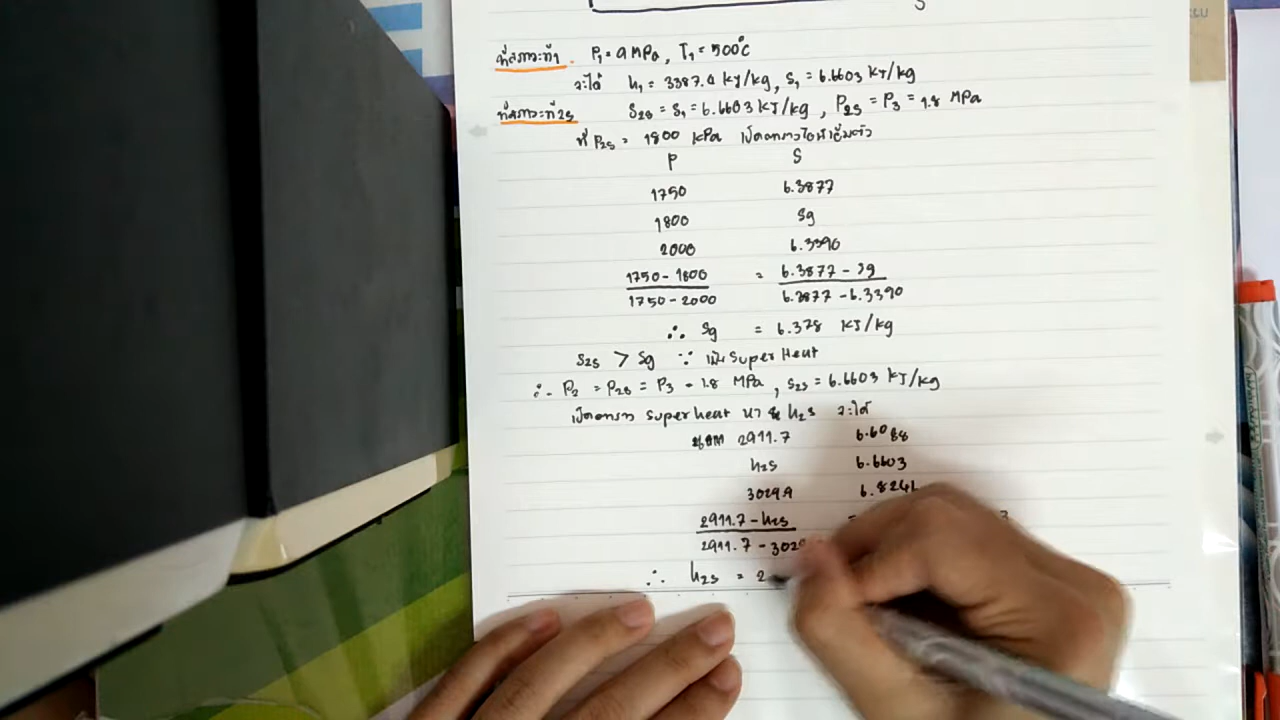 ที่สภาวะที่1. P₁ = 9 MPa , T₁ = 500°C
จะได้ h₁ = 3387.4 kJ/kg, s₁ = 6.6603 kJ/kg
ที่สภาวะที่2s S₂s = S₁ = 6.6603 kJ/kg , P₂s = P₃ = 1.8 MPa
ที่ P₂s = 1800 kPa เปิดตารางไอน้ำอิ่มตัว
P S
1750 6.3877
1800 Sg
2000 6.3390
1750 - 1800 = 6.3877 - Sg
1750 - 2000 6.3877 - 6.3390
∴ Sg = 6.378 kJ/kg
S₂s > Sg ∵ เป็น Super Heat
∴ P₂ = P₂s = P₃ = 1.8 MPa , s₂s = 6.6603 kJ/kg
เปิดตาราง superheat หา h₂s จะได้
2911.7 6.6088
h₂s 6.6603
3029.9 6.824
2911.7 - h₂s =
2911.7 - 302
∴ h₂s = 2